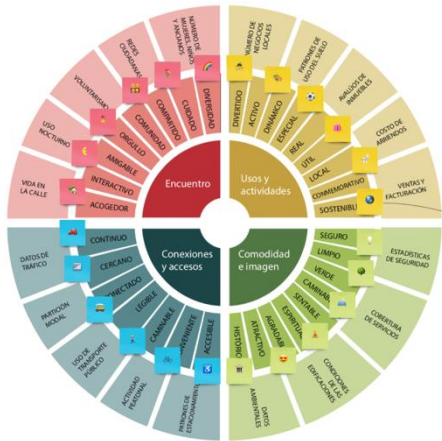 NÚMERO DE
MUJERES, NIÑOS
Y ANCIANOS
REDES
CIUDADANAS
VOLUNTARISMO
USO
NOCTURNO
VIDA EN
LA CALLE
DIVERSIDAD
CUIDADO
COMPARTIDO
COMUNIDAD
ORGULLO
AMIGABLE
INTERACTIVO
ACOGEDOR
Encuentro
NÚMERO DE
NEGOCIOS
LOCALES
PATRONES DE
USO DEL SUELO
AVALÚOS DE
INMUEBLES
COSTO DE
ARRIENDOS
VENTAS Y
FACTURACIÓN
DIVERTIDO
ACTIVO
DINÁMICO
ESPECIAL
REAL
ÚTIL
LOCAL
CONMEMORATIVO
SOSTENIBLE
Usos y
actividades
DATOS DE
TRÁFICO
PARTICIÓN
MODAL
USO DE
TRANSPORTE
PÚBLICO
ACTIVIDAD
PEATONAL
PATRONES DE
ESTACIONAMIENTO
CONTINUO
CERCANO
CONECTADO
LEGIBLE
CAMINABLE
CONVENIENTE
ACCESIBLE
Conexiones
y accesos
SEGURO
LIMPIO
VERDE
CAMINABLE
SENTABLE
ESPIRITUAL
AGRADABLE
ATRACTIVO
HISTÓRICO
Comodidad
e imagen
ESTADÍSTICAS
DE SEGURIDAD
COBERTURA
DE SERVICIOS
CONDICIONES
DE LAS
EDIFICACIONES
DATOS
AMBIENTALES